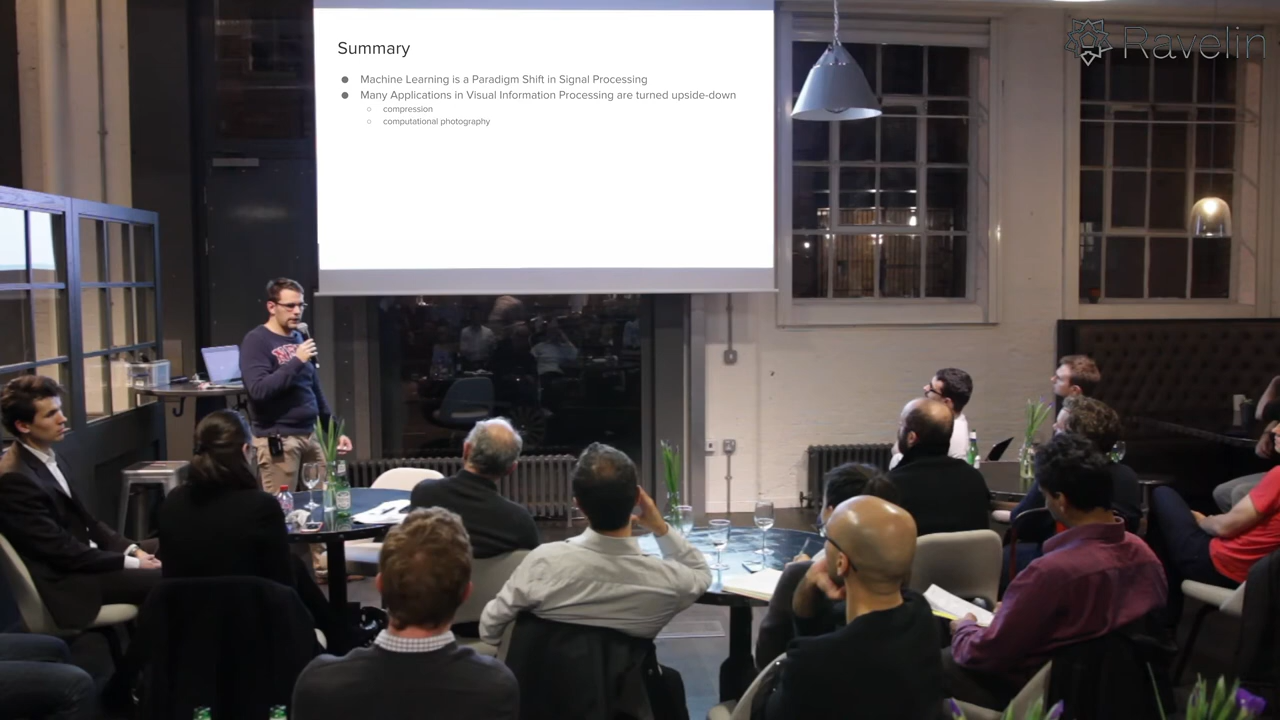 Summary
Ravelin
● Machine Learning is a Paradigm Shift in Signal Processing
● Many Applications in Visual Information Processing are turned upside-down
○ compression
○ computational photography